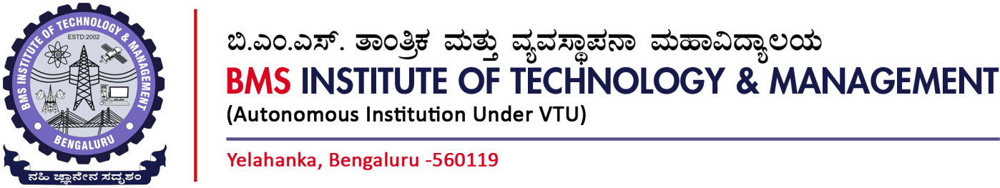 BMS INSTITUTE OF TECHNOLOGY & MANAGEMENT
ESTD:2002
BENGALURU
ನಹಿ ಜ್ಞಾನೇನ ಸದೃಶಂ
ಬಿ.ಎಂ.ಎಸ್. ತಾಂತ್ರಿಕ ಮತ್ತು ವ್ಯವಸ್ಥಾಪನಾ ಮಹಾವಿದ್ಯಾಲಯ
BMS INSTITUTE OF TECHNOLOGY & MANAGEMENT
(Autonomous Institution Under VTU)
Yelahanka, Bengaluru -560119